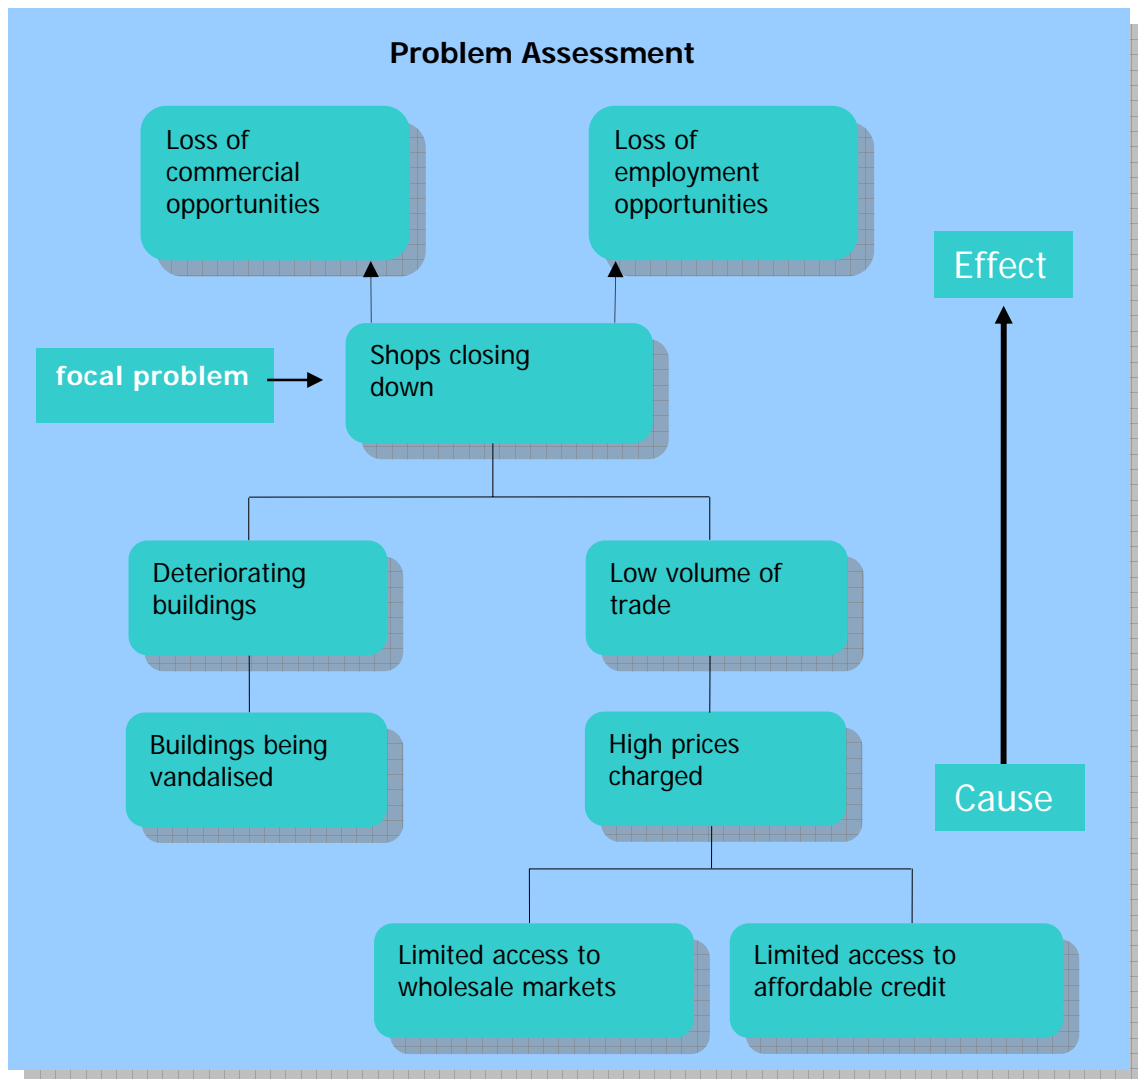 Problem Assessment
Loss of
commercial
opportunities
Loss of
employment
opportunities
Effect
focal problem
Shops closing
down
Deteriorating
buildings
Low volume of
trade
Buildings being
vandalised
High prices
charged
Cause
Limited access to
wholesale markets
Limited access to
affordable credit